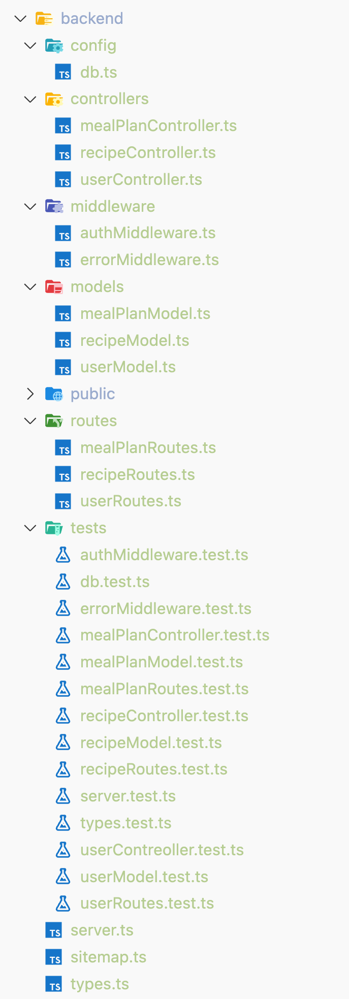 backend
config
TS db.ts
controllers
TS mealPlanController.ts
TS recipeController.ts
TS userController.ts
middleware
TS authMiddleware.ts
TS errorMiddleware.ts
models
TS mealPlanModel.ts
TS recipeModel.ts
TS userModel.ts
public
routes
TS mealPlanRoutes.ts
TS recipeRoutes.ts
TS userRoutes.ts
tests
authMiddleware.test.ts
db.test.ts
errorMiddleware.test.ts
mealPlanController.test.ts
mealPlanModel.test.ts
mealPlanRoutes.test.ts
recipeController.test.ts
recipeModel.test.ts
recipeRoutes.test.ts
server.test.ts
types.test.ts
userContreoller.test.ts
userModel.test.ts
userRoutes.test.ts
TS server.ts
TS sitemap.ts
TS types.ts